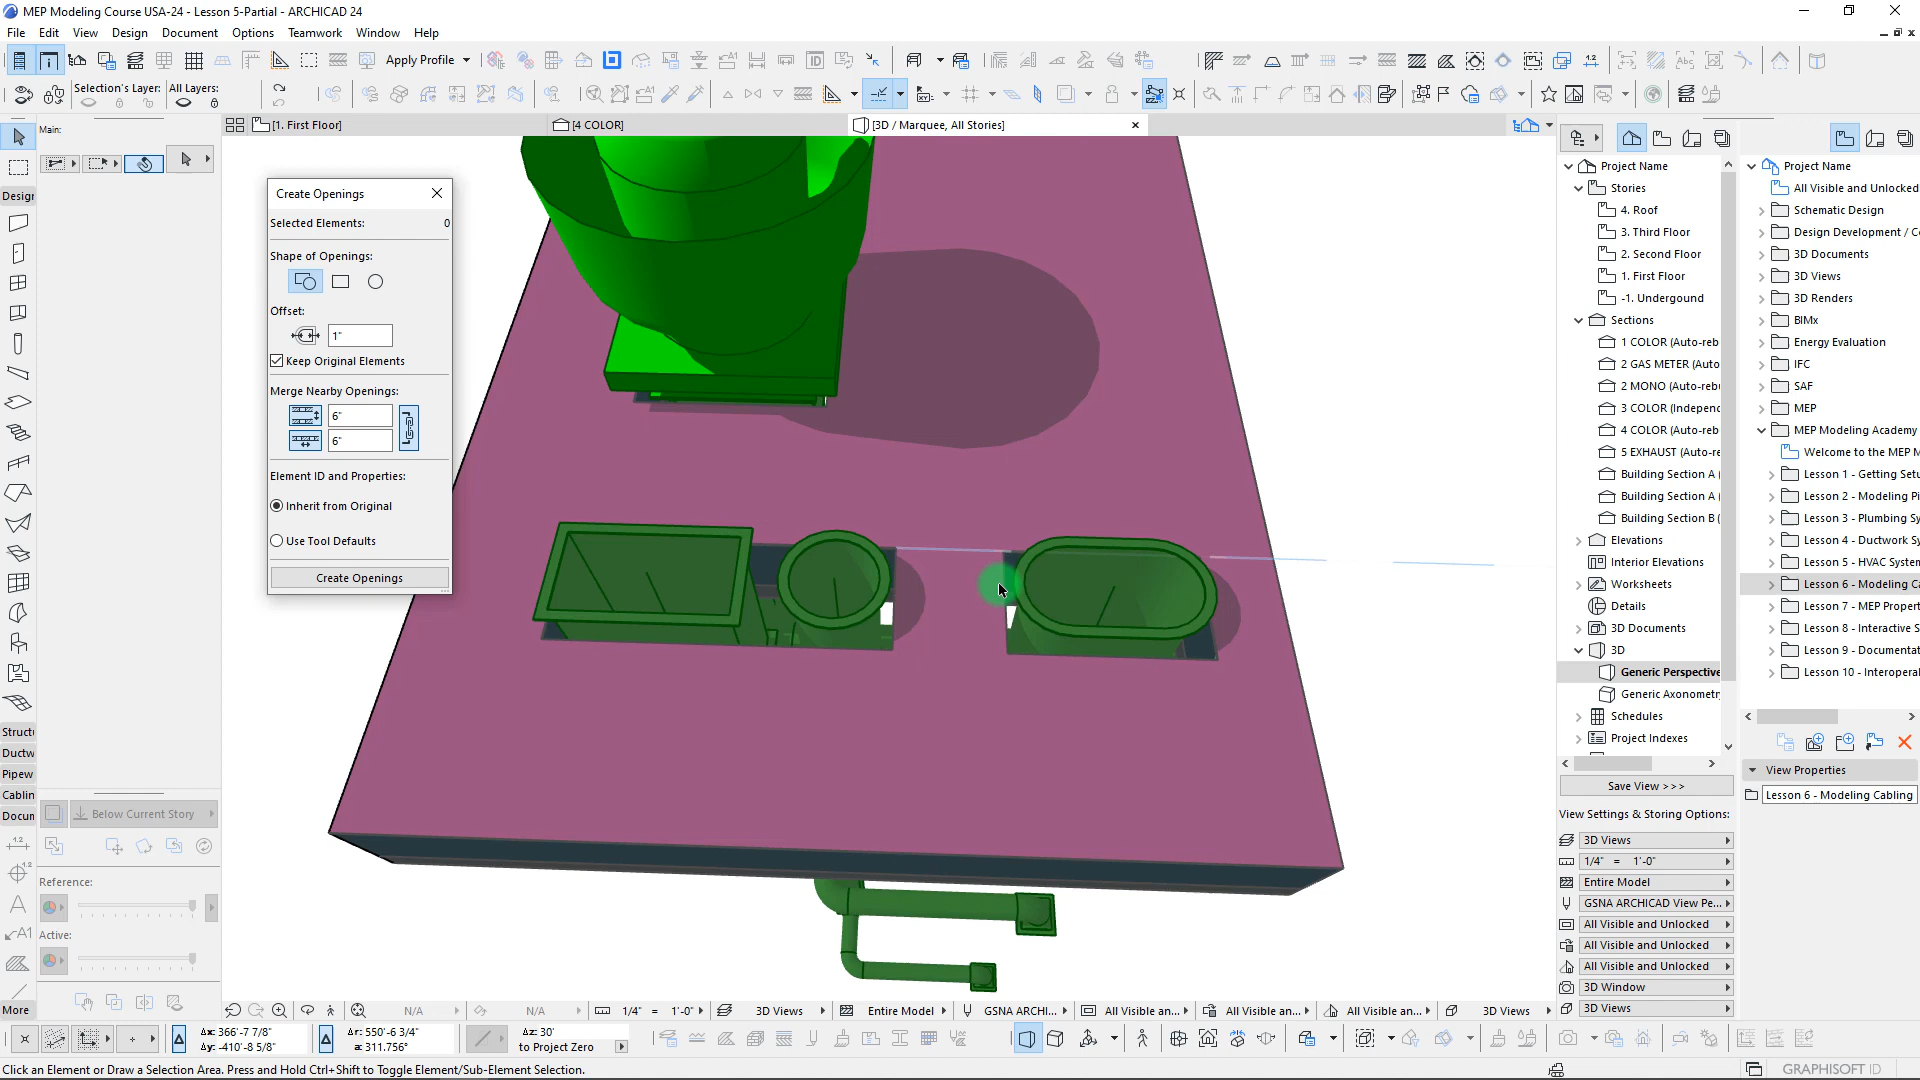 MEP Modeling Course USA-24 - Lesson 5-Partial - ARCHICAD 24
File Edit View Design Document Options Teamwork Window Help
Apply Profile
Selection's Layer: All Layers:
[1. First Floor] [4 COLOR] [3D / Marquee, All Stories]
Main:
Design
Create Openings
Selected Elements: 0
Shape of Openings:
Offset:
1"
Keep Original Elements
Merge Nearby Openings:
6"
6"
Element ID and Properties:
Inherit from Original
Use Tool Defaults
Create Openings
Struct
Ductw
Pipew
Cablin
Docum
More
Below Current Story
Reference:
Active:
Project Name
Stories
4. Roof
3. Third Floor
2. Second Floor
1. First Floor
-1. Undergound
Sections
1 COLOR (Auto-reb
2 GAS METER (Auto
2 MONO (Auto-rebu
3 COLOR (Independ
4 COLOR (Auto-reb
5 EXHAUST (Auto-re
Building Section A (
Building Section A (
Building Section B (
Elevations
Interior Elevations
Worksheets
Details
3D Documents
3D
Generic Perspective
Generic Axonometr
Schedules
Project Indexes
Save View >>>
View Settings & Storing Options:
3D Views
1/4" = 1'-0"
Entire Model
GSNA ARCHICAD View Pe...
All Visible and Unlocked
All Visible and Unlocked
All Visible and Unlocked
3D Window
3D Views
Project Name
All Visible and Unlocked
Schematic Design
Design Development / C
3D Documents
3D Views
3D Renders
BIMx
Energy Evaluation
IFC
SAF
MEP
MEP Modeling Academy
Welcome to the MEP M
Lesson 1 - Getting Setu
Lesson 2 - Modeling Pi
Lesson 3 - Plumbing Sy
Lesson 4 - Ductwork Sy
Lesson 5 - HVAC System
Lesson 6 - Modeling Ca
Lesson 7 - MEP Propert
Lesson 8 - Interactive S
Lesson 9 - Documentat
Lesson 10 - Interopera
View Properties
Lesson 6 - Modeling Cabling
N/A N/A 1/4" = 1'-0" 3D Views Entire Model GSNA ARCHI... All Visible an... All Visible an... All Visible an... 3D Views
Δx: 366'-7 7/8" Δr: 550'-6 3/4" Δz: 30'
Δy: -410'-8 5/8" a: 311.756° to Project Zero
Click an Element or Draw a Selection Area. Press and Hold Ctrl+Shift to Toggle Element/Sub-Element Selection.
GRAPHISOFT ID